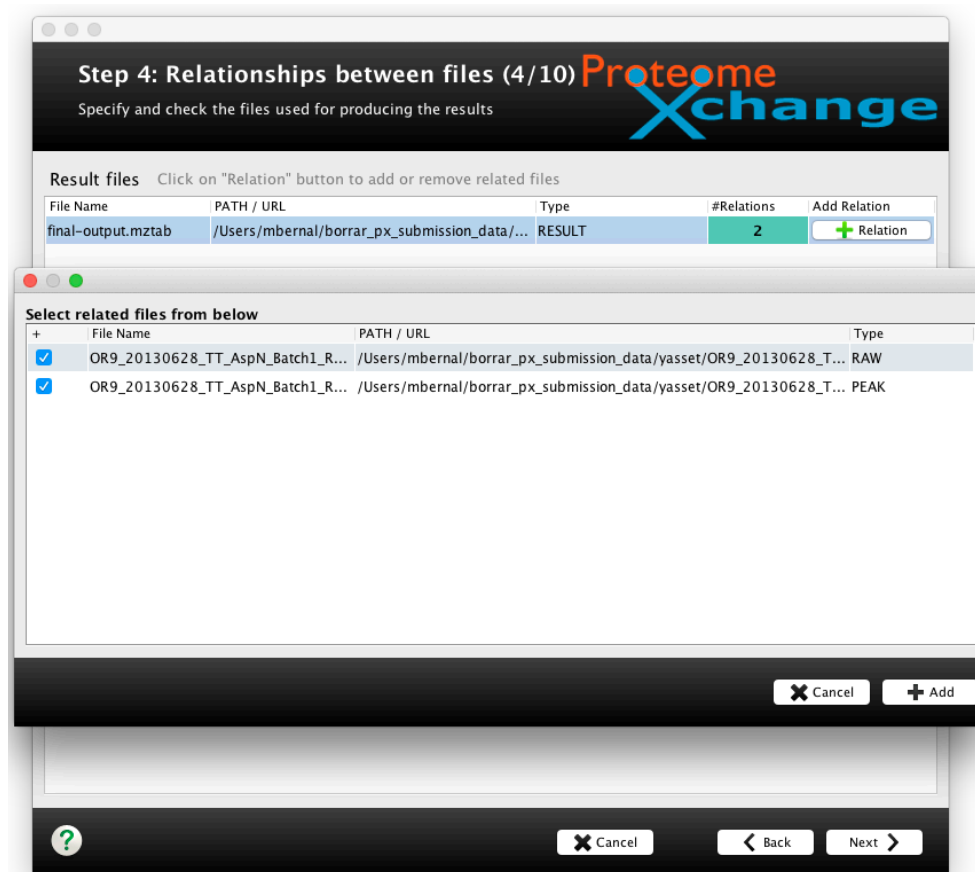 Step 4: Relationships between files (4/10) Proteome
Xchange
Specify and check the files used for producing the results
Result files Click on "Relation" button to add or remove related files
File Name PATH / URL Type #Relations Add Relation
final-output.mztab /Users/mbernal/borrar_px_submission_data/... RESULT 2 Relation
Select related files from below
+ File Name PATH / URL Type
OR9_20130628_TT_AspN_Batch1_R... /Users/mbernal/borrar_px_submission_data/yasset/OR9_20130628_T... RAW
OR9_20130628_TT_AspN_Batch1_R... /Users/mbernal/borrar_px_submission_data/yasset/OR9_20130628_T... PEAK
Cancel Add
? Cancel Back Next